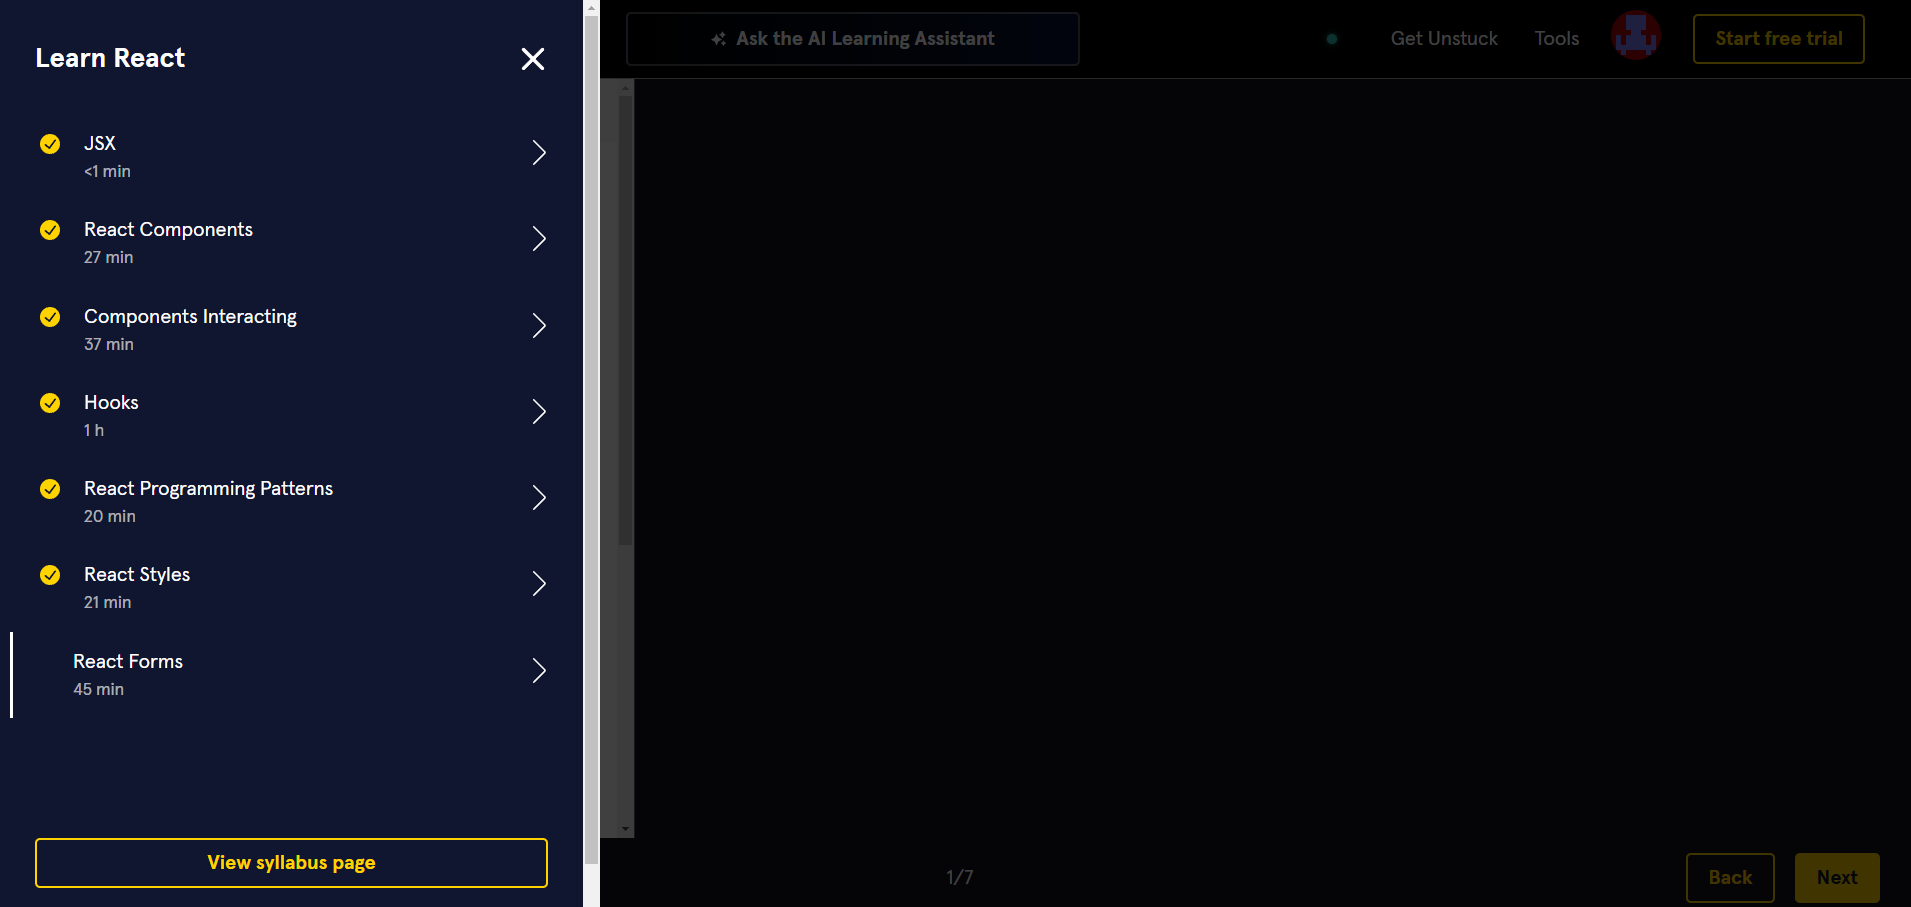 Learn React
JSX
<1 min
React Components
27 min
Components Interacting
37 min
Hooks
1 h
React Programming Patterns
20 min
React Styles
21 min
React Forms
45 min
View syllabus page
Ask the AI Learning Assistant
Get Unstuck
Tools
Start free trial
1/7
Back
Next